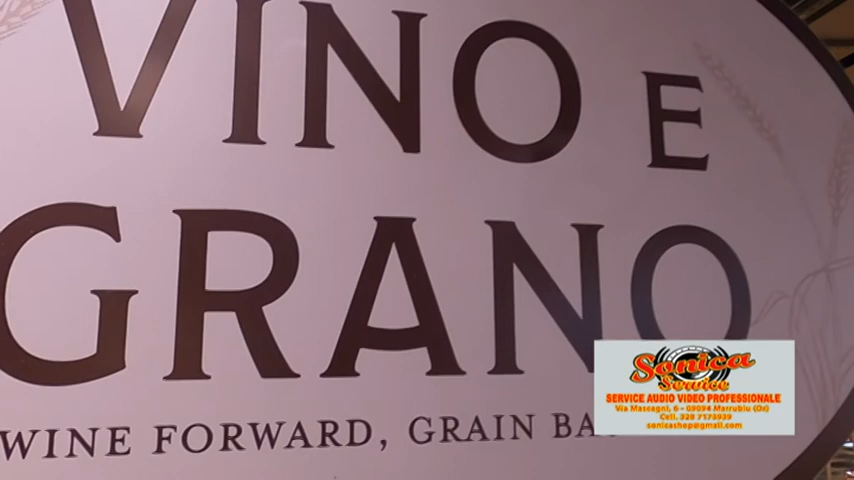 VINO E
GRANO
WINE FORWARD, GRAIN
Sonica
Service
SERVICE AUDIO VIDEO PROFESSIONALE
Via Mascagni, 6 - 09094 Marrubiu (Or)
Cell. 328 7173939
sonicashop@gmail.com